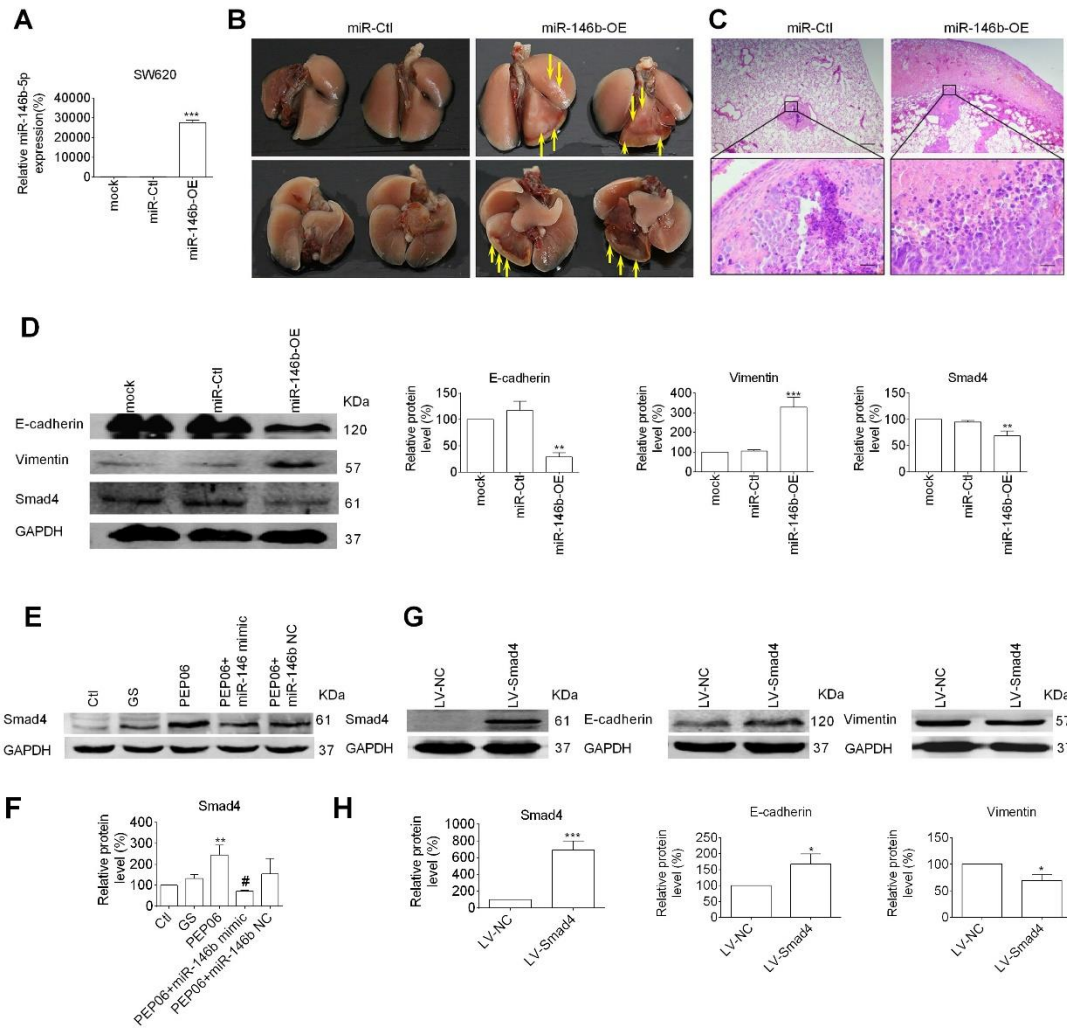 A
SW620
Relative miR-146b-5p
expression(%)
40000
30000
20000
10000
0
***
mock
miR-Ctl
miR-146b-OE
B
miR-Ctl
miR-146b-OE
C
miR-Ctl
miR-146b-OE
D
mock
miR-Ctl
miR-146b-OE
KDa
E-cadherin
120
Vimentin
57
Smad4
61
GAPDH
37
E-cadherin
Relative protein
level (%)
150
100
50
0
**
mock
miR-Ctl
miR-146b-OE
Vimentin
Relative protein
level (%)
400
300
200
100
0
***
mock
miR-Ctl
miR-146b-OE
Smad4
Relative protein
level (%)
150
100
50
0
**
mock
miR-Ctl
miR-146b-OE
E
Ctl
GS
PEP06
PEP06+
miR-146 mimic
PEP06+
miR-146b NC
KDa
Smad4
61
GAPDH
37
G
LV-NC
LV-Smad4
KDa
Smad4
61
GAPDH
37
LV-NC
LV-Smad4
KDa
E-cadherin
120
GAPDH
37
LV-NC
LV-Smad4
KDa
Vimentin
57
GAPDH
37
F
Smad4
Relative protein
level (%)
400
300
200
100
0
**
#
Ctl
GS
PEP06
PEP06+miR-146b mimic
PEP06+miR-146b NC
H
Smad4
Relative protein
level (%)
1000
800
600
400
200
0
***
LV-NC
LV-Smad4
E-cadherin
Relative protein
level (%)
250
200
150
100
50
0
*
LV-NC
LV-Smad4
Vimentin
Relative protein
level (%)
150
100
50
0
*
LV-NC
LV-Smad4